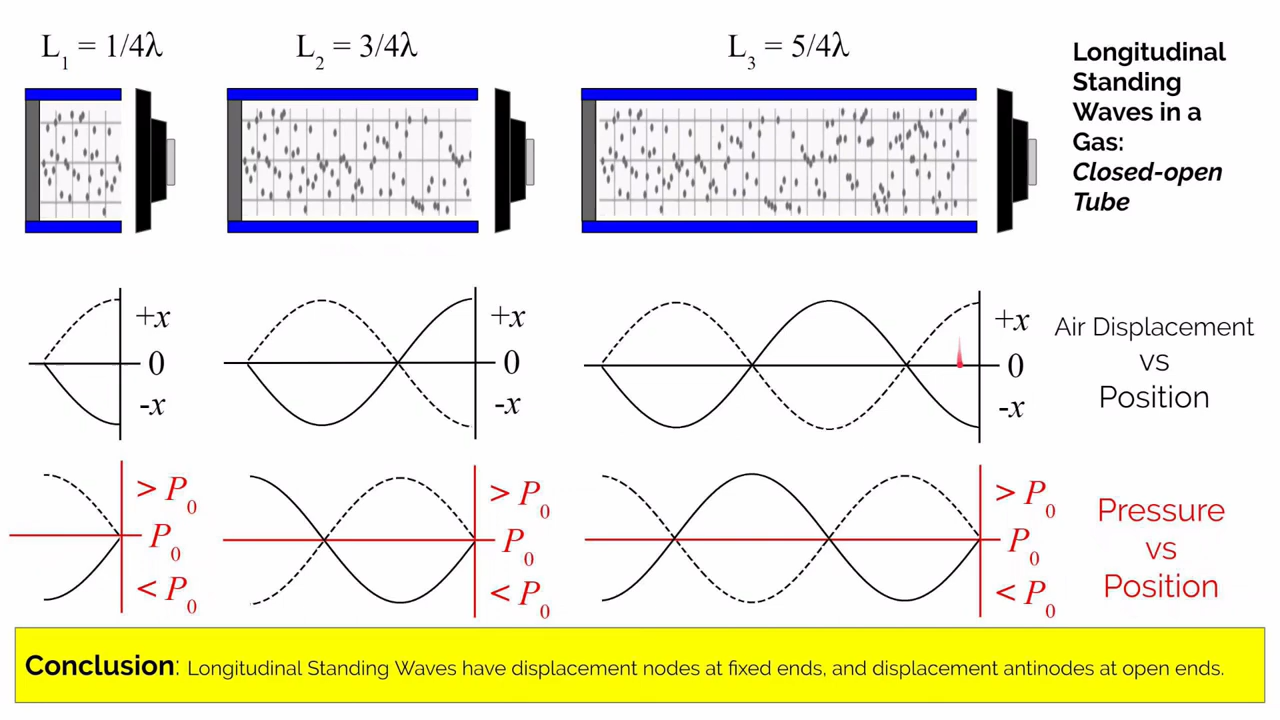 L₁ = 1/4λ
L₂ = 3/4λ
L₃ = 5/4λ
Longitudinal
Standing
Waves in a
Gas:
Closed-open
Tube
+x
0
-x
+x
0
-x
+x
0
-x
Air Displacement
vs
Position
> P₀
P₀
< P₀
> P₀
P₀
< P₀
> P₀
P₀
< P₀
Pressure
vs
Position
Conclusion: Longitudinal Standing Waves have displacement nodes at fixed ends, and displacement antinodes at open ends.